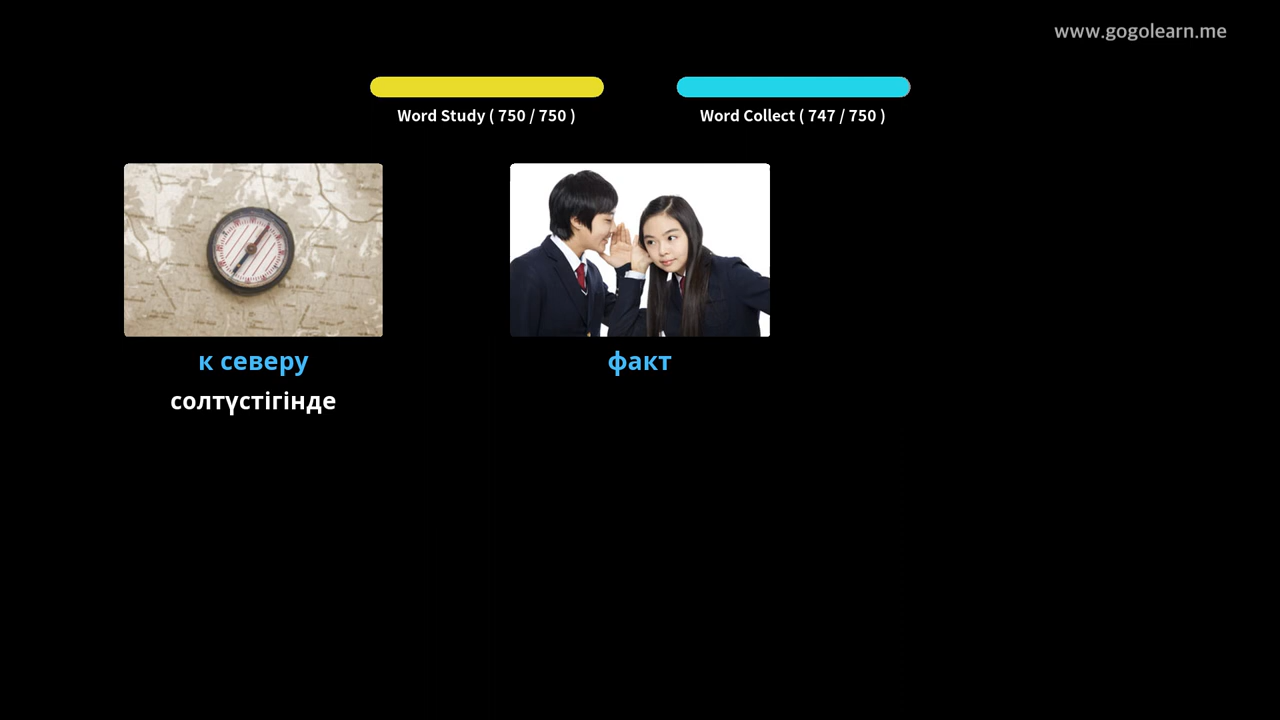 www.gogolearn.me
Word Study ( 750 / 750 )
Word Collect ( 747 / 750 )
к северу
солтүстігінде
факт